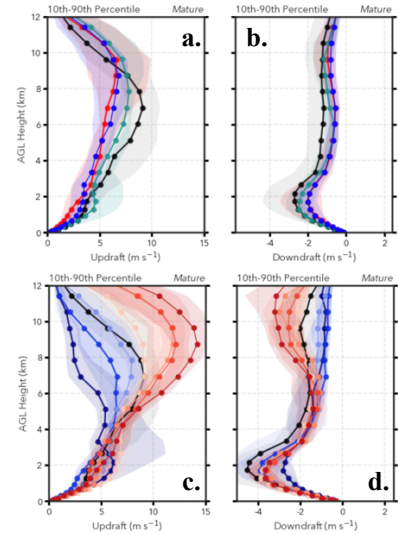 10th-90th Percentile Mature 10th-90th Percentile Mature
12
10
8
6
4
2
0
AGL Height (km)
a. b.
0 5 10 15 -4 -2 0
Updraft (m s⁻¹) Downdraft (m s⁻¹)
10th-90th Percentile Mature 10th-90th Percentile Mature
12
10
8
6
4
2
0
AGL Height (km)
c. d.
0 5 10 15 -4 -2 0 2
Updraft (m s⁻¹) Downdraft (m s⁻¹)